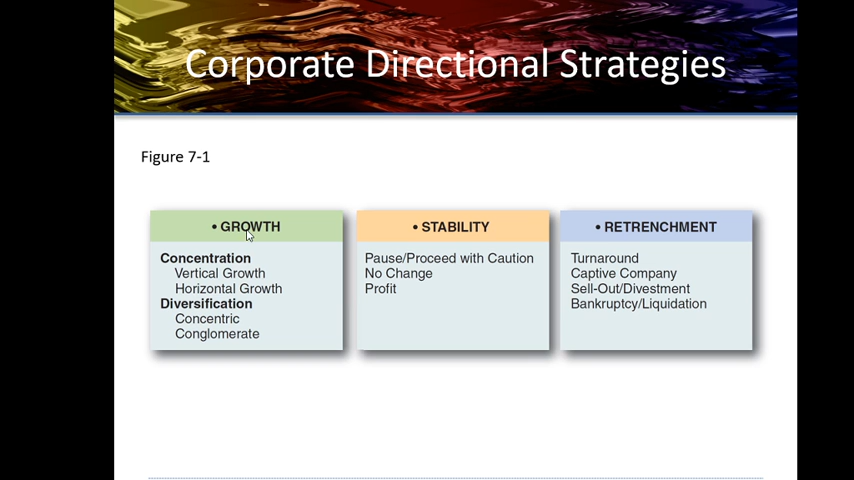 Corporate Directional Strategies
Figure 7-1
• GROWTH
Concentration
Vertical Growth
Horizontal Growth
Diversification
Concentric
Conglomerate
• STABILITY
Pause/Proceed with Caution
No Change
Profit
• RETRENCHMENT
Turnaround
Captive Company
Sell-Out/Divestment
Bankruptcy/Liquidation